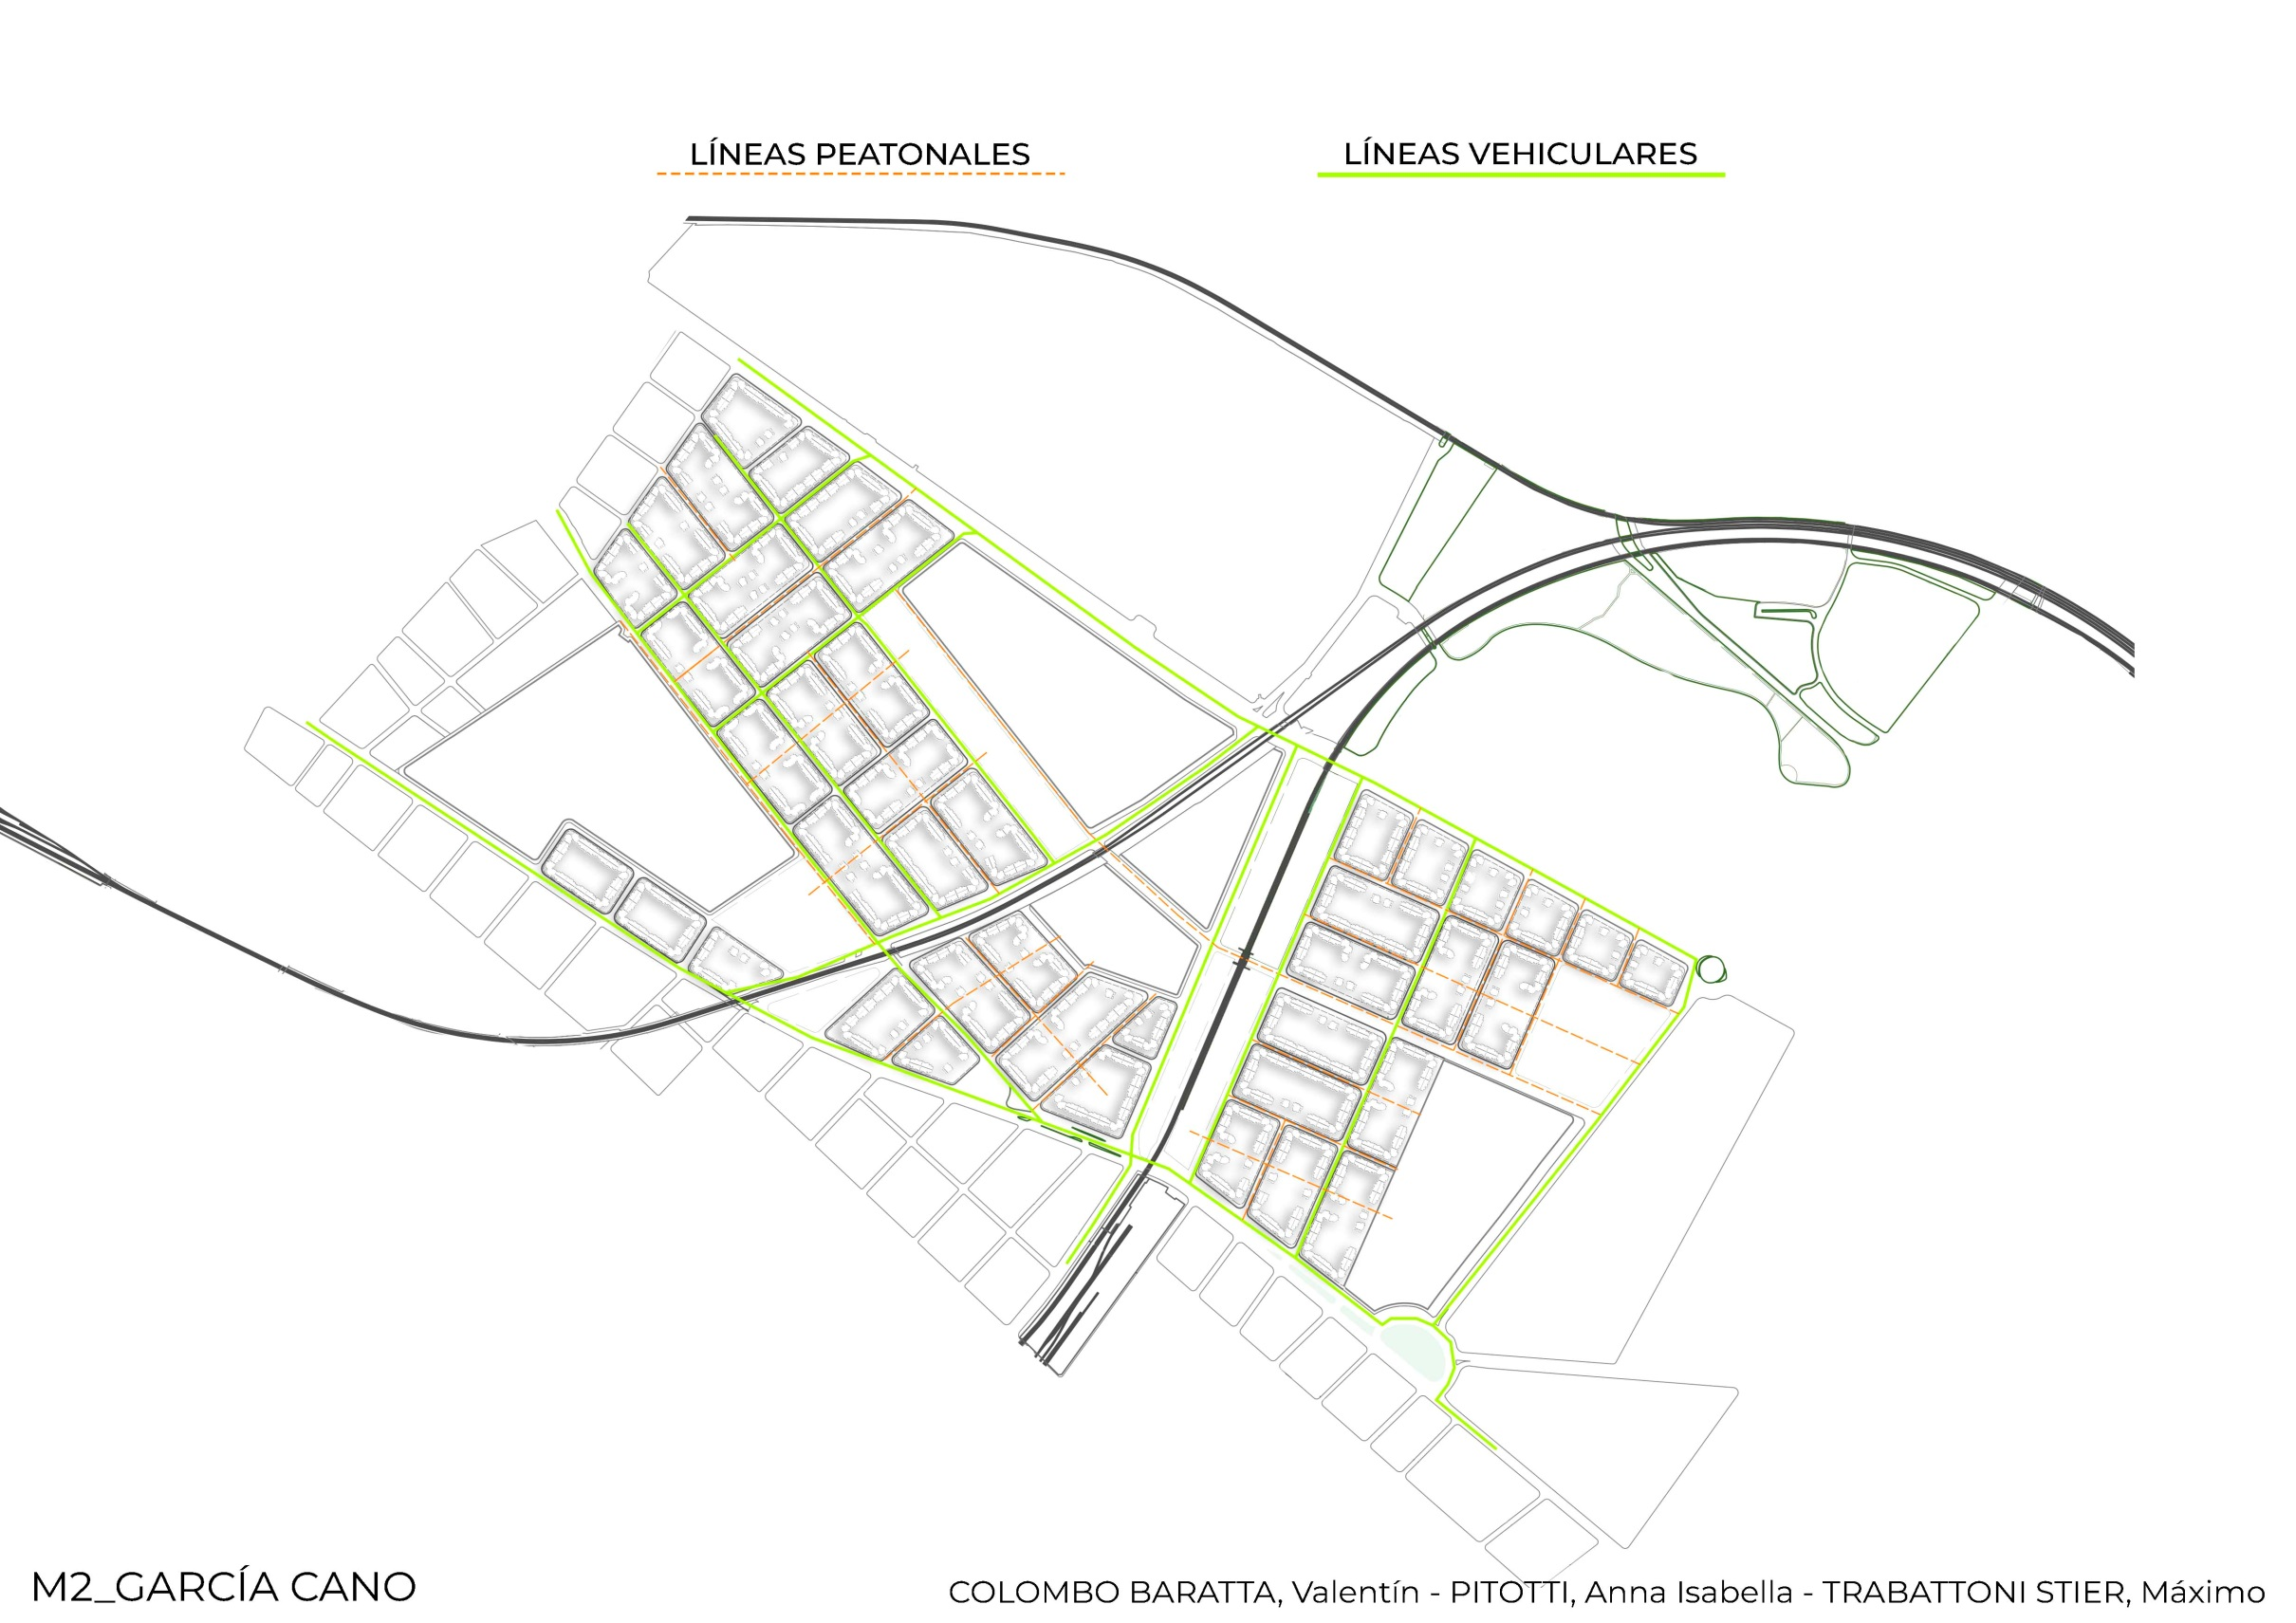 LÍNEAS PEATONALES
LÍNEAS VEHICULARES
M2_GARCÍA CANO
COLOMBO BARATTA, Valentín - PITOTTI, Anna Isabella - TRABATTONI STIER, Máximo